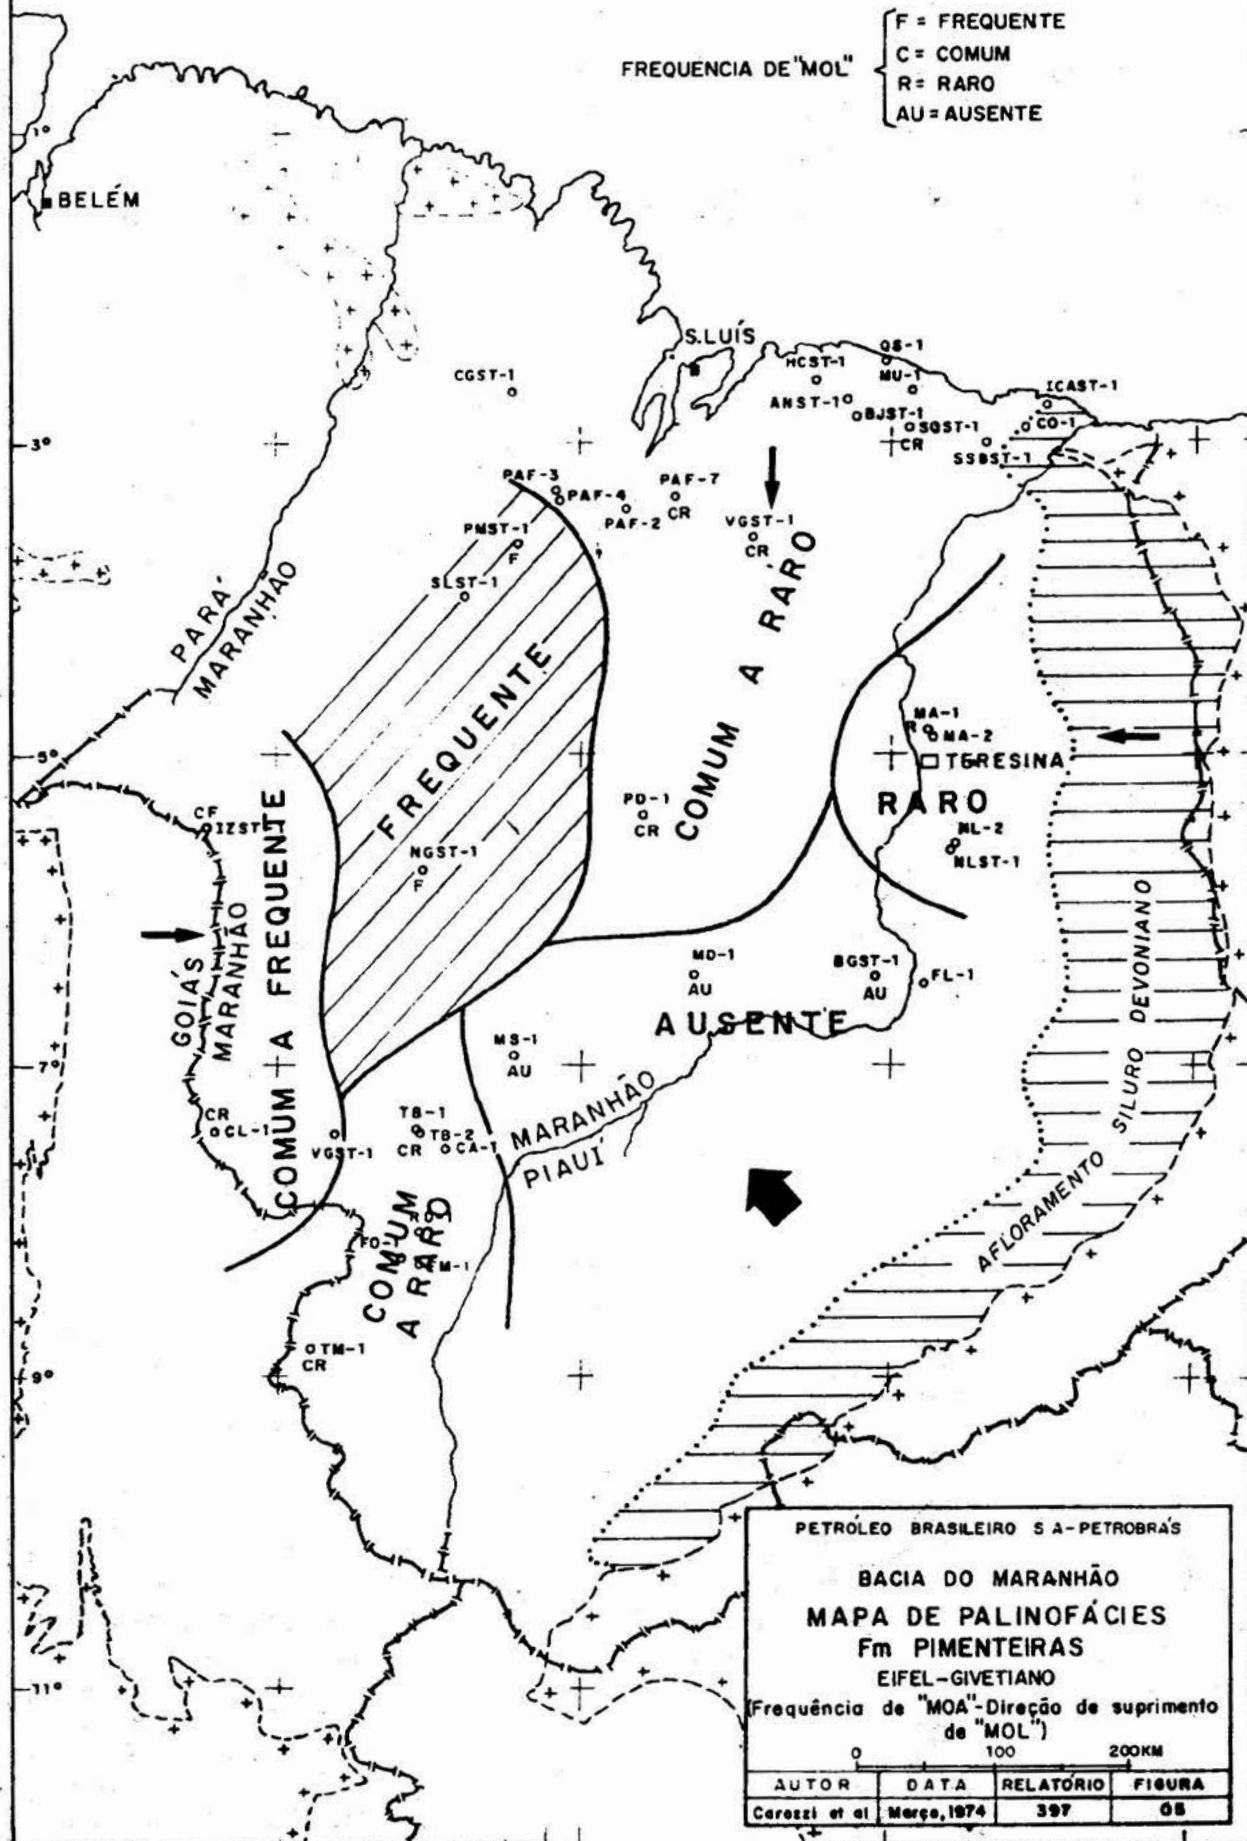 FREQUENCIA DE "MOL"
F = FREQUENTE
C = COMUM
R = RARO
AU = AUSENTE
1°
BELÉM
S.LUÍS
CGST-1
HCST-1
QS-1
MU-1
ICAST-1
ANST-1
BJST-1
SQST-1
CR
CO-1
SSBST-1
3°
PAF-3
PAF-4
PAF-2
PAF-7
CR
VGST-1
CR
PMST-1
F
SLST-1
PARÁ
MARANHÃO
FREQUENTE
COMUM A RÁRO
MA-1
R
MA-2
TERESINA
5°
RARO
PD-1
CR
NL-2
NLST-1
CF
IZST
NGST-1
F
COMUM A FREQUENTE
GOIÁS
MARANHÃO
MD-1
AU
BGST-1
AU
FL-1
AUSENTE
MS-1
AU
7°
AFLORAMENTO SILURO DEVONIANO
CR
CL-1
VGST-1
TB-1
TB-2
CR
CA-1
MARANHÃO
PIAUÍ
COMUM
A RARO
FO-1
TM-1
CR
9°
11°
PETRÓLEO BRASILEIRO S A-PETROBRÁS
BACIA DO MARANHÃO
MAPA DE PALINOFÁCIES
Fm PIMENTEIRAS
EIFEL-GIVETIANO
(Frequência de "MOA"-Direção de suprimento
de "MOL")
0 100 200KM
AUTOR DATA RELATÓRIO FIGURA
Carozzi et al Março, 1974 397 05